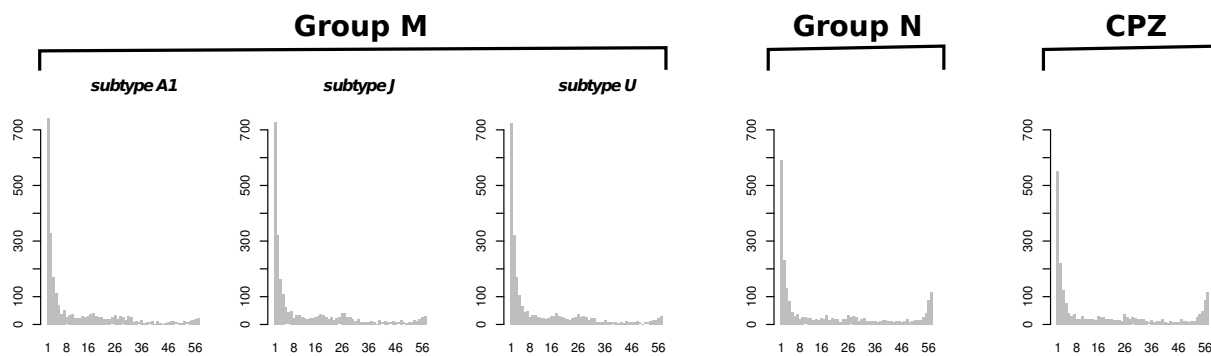 Group M Group N CPZ
subtype A1 subtype J subtype U
700 700 700 700 700
500 500 500 500 500
300 300 300 300 300
100 100 100 100 100
0 0 0 0 0
1 8 16 26 36 46 56 1 8 16 26 36 46 56 1 8 16 26 36 46 56 1 8 16 26 36 46 56 1 8 16 26 36 46 56